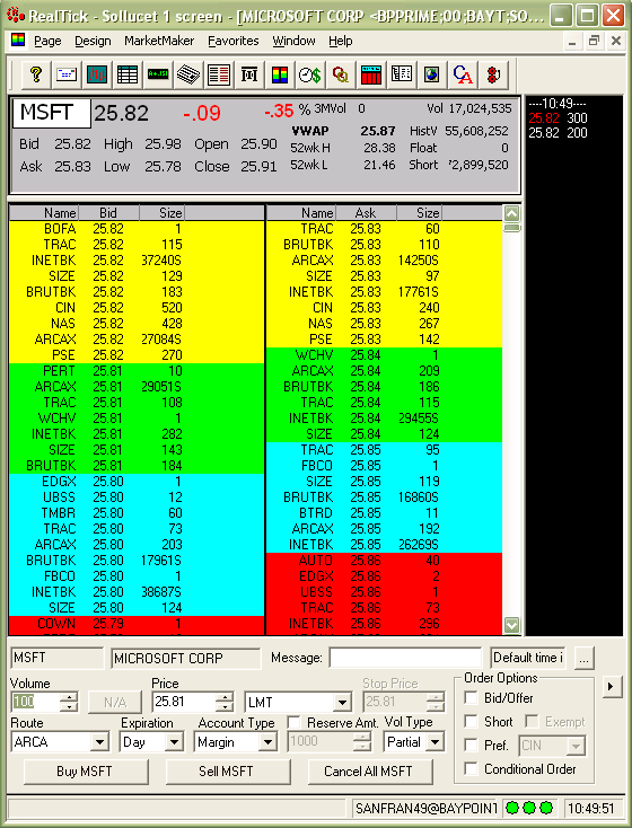 RealTick - Sollucet 1 screen - [MICROSOFT CORP <BPPRIME;00;BAYT;SO...
Page Design MarketMaker Favorites Window Help
MSFT 25.82 -.09 -.35 % 3MVol 0 Vol 17,024,535
VWAP 25.87 HistV 55,608,252
Bid 25.82 High 25.98 Open 25.90 52wk H 28.38 Float 0
Ask 25.83 Low 25.78 Close 25.91 52wk L 21.46 Short '2,899,520
----10:49----
25.82 300
25.82 200
Name Bid Size Name Ask Size
BOFA 25.82 1 TRAC 25.83 60
TRAC 25.82 115 BRUTBK 25.83 110
INETBK 25.82 37240S ARCAX 25.83 14250S
SIZE 25.82 129 SIZE 25.83 97
BRUTBK 25.82 183 INETBK 25.83 17761S
CIN 25.82 520 CIN 25.83 240
NAS 25.82 428 NAS 25.83 267
ARCAX 25.82 27084S PSE 25.83 142
PSE 25.82 270 WCHV 25.84 1
PERT 25.81 10 ARCAX 25.84 209
ARCAX 25.81 29051S BRUTBK 25.84 186
TRAC 25.81 108 TRAC 25.84 115
WCHV 25.81 1 INETBK 25.84 29455S
INETBK 25.81 282 SIZE 25.84 124
SIZE 25.81 143 TRAC 25.85 95
BRUTBK 25.81 184 FBCO 25.85 1
EDGX 25.80 1 SIZE 25.85 119
UBSS 25.80 12 BRUTBK 25.85 16860S
TMBR 25.80 60 BTRD 25.85 11
TRAC 25.80 73 ARCAX 25.85 192
ARCAX 25.80 203 INETBK 25.85 26269S
BRUTBK 25.80 17961S AUTO 25.86 40
FBCO 25.80 1 EDGX 25.86 2
INETBK 25.80 38687S UBSS 25.86 1
SIZE 25.80 124 TRAC 25.86 73
COWN 25.79 1 INETBK 25.86 296
MSFT MICROSOFT CORP Message: Default time i ...
Volume Price Stop Price Order Options
100 N/A 25.81 LMT 25.81 Bid/Offer
Route Expiration Account Type Reserve Amt. Vol Type Short Exempt
ARCA Day Margin 1000 Partial Pref. CIN
Buy MSFT Sell MSFT Cancel All MSFT Conditional Order
SANFRAN49@BAYPOINT 10:49:51